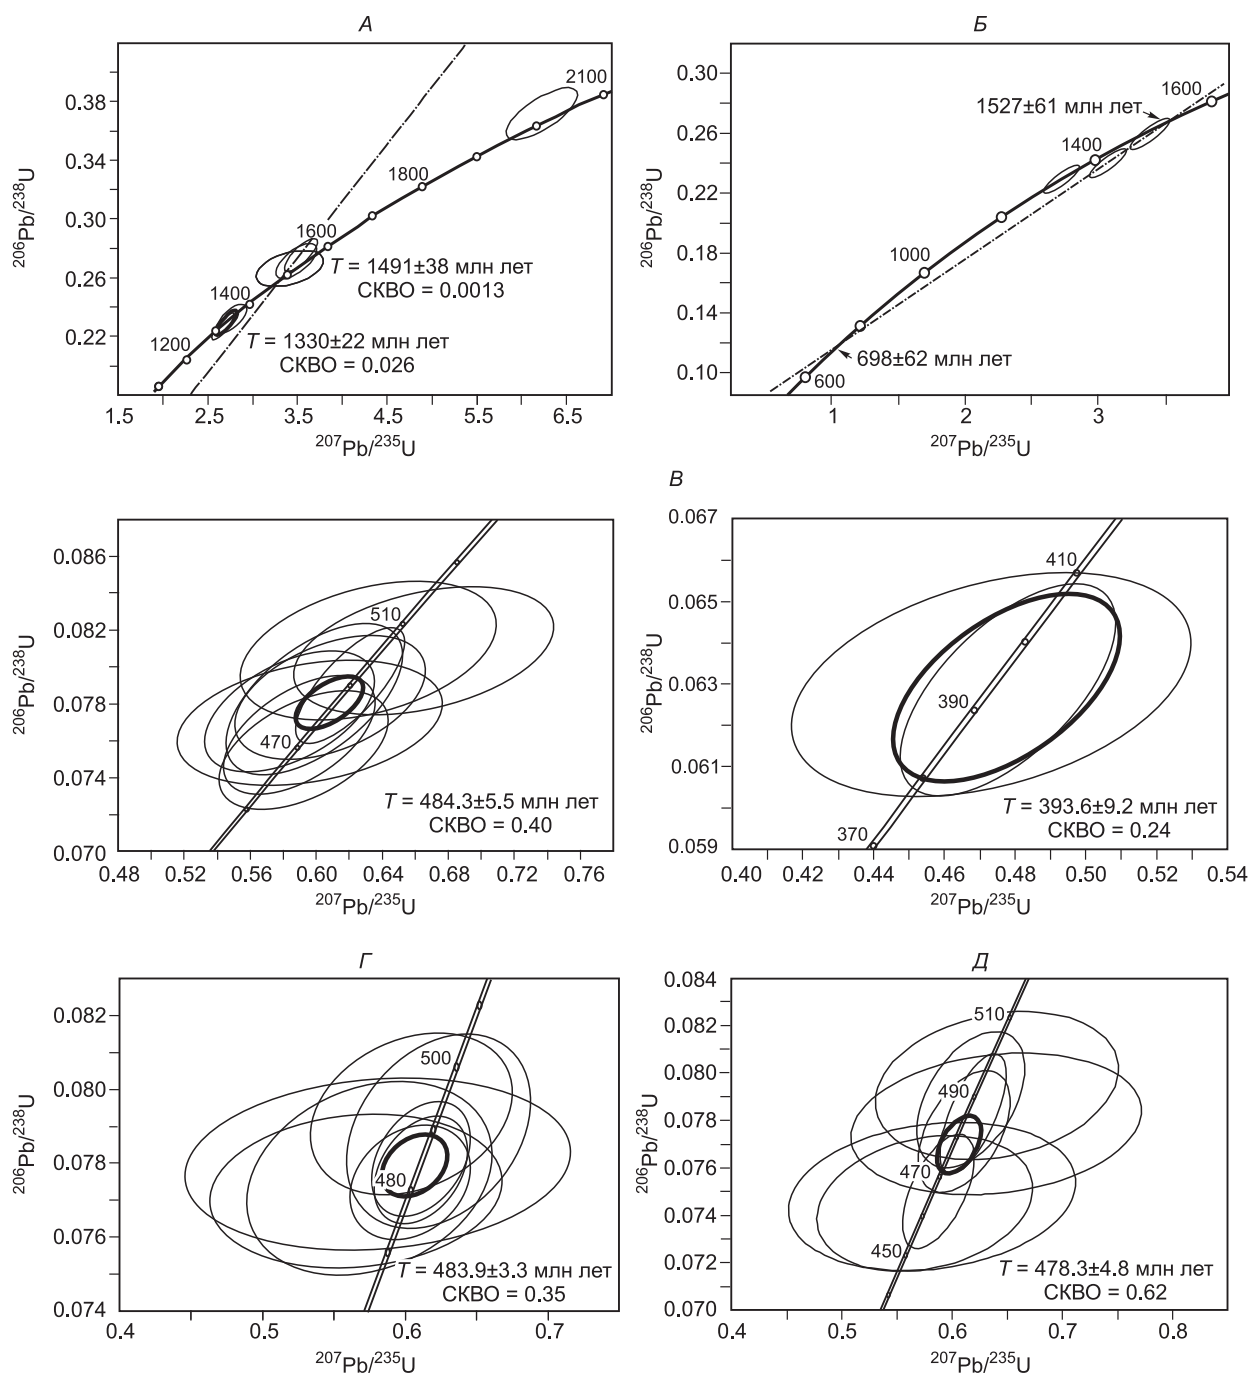 А
0.38
0.34
0.30
0.26
0.22
²⁰⁶Pb/²³⁸U
2100
1800
1600
1400
1200
T = 1491±38 млн лет
СКВО = 0.0013
T = 1330±22 млн лет
СКВО = 0.026
1.5 2.5 3.5 4.5 5.5 6.5
²⁰⁷Pb/²³⁵U
Б
0.30
0.26
0.22
0.18
0.14
0.10
²⁰⁶Pb/²³⁸U
1600
1527±61 млн лет
1400
1000
698±62 млн лет
600
1 2 3
²⁰⁷Pb/²³⁵U
В
0.086
0.082
0.078
0.074
0.070
²⁰⁶Pb/²³⁸U
510
470
T = 484.3±5.5 млн лет
СКВО = 0.40
0.48 0.52 0.56 0.60 0.64 0.68 0.72 0.76
²⁰⁷Pb/²³⁵U
0.067
0.065
0.063
0.061
0.059
²⁰⁶Pb/²³⁸U
410
390
370
T = 393.6±9.2 млн лет
СКВО = 0.24
0.40 0.42 0.44 0.46 0.48 0.50 0.52 0.54
²⁰⁷Pb/²³⁵U
Г
0.082
0.080
0.078
0.076
0.074
²⁰⁶Pb/²³⁸U
500
480
T = 483.9±3.3 млн лет
СКВО = 0.35
0.4 0.5 0.6 0.7
²⁰⁷Pb/²³⁵U
Д
0.084
0.082
0.080
0.078
0.076
0.074
0.072
0.070
²⁰⁶Pb/²³⁸U
510
490
470
450
T = 478.3±4.8 млн лет
СКВО = 0.62
0.4 0.5 0.6 0.7 0.8
²⁰⁷Pb/²³⁵U